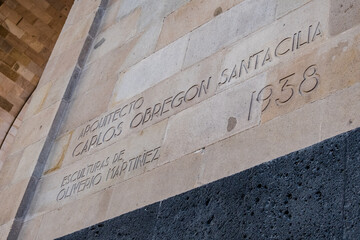 ARQUITECTO
CARLOS OBREGON SANTACILIA
1938
ESCULTURAS DE
OLIVERIO MARTINEZ